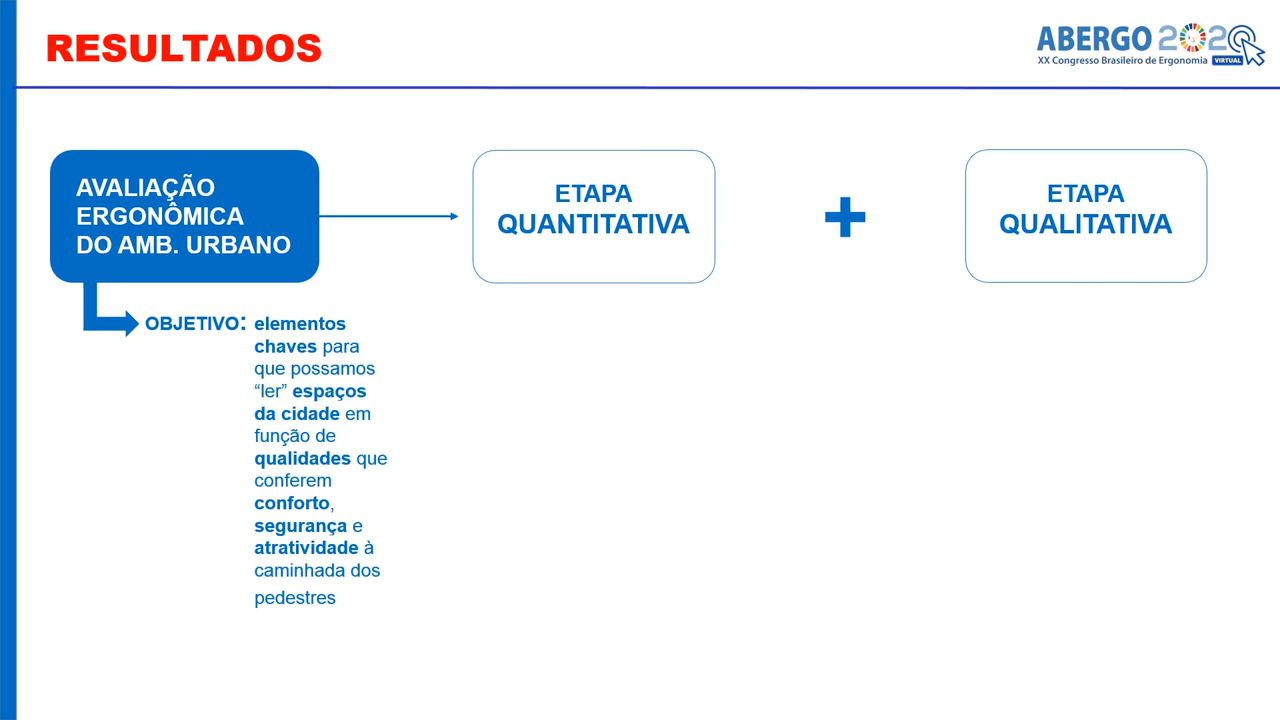 RESULTADOS
ABERGO 2020
XX Congresso Brasileiro de Ergonomia VIRTUAL
AVALIAÇÃO
ERGONÔMICA
DO AMB. URBANO
ETAPA
QUANTITATIVA
+
ETAPA
QUALITATIVA
OBJETIVO: elementos
chaves para
que possamos
“ler” espaços
da cidade em
função de
qualidades que
conferem
conforto,
segurança e
atratividade à
caminhada dos
pedestres